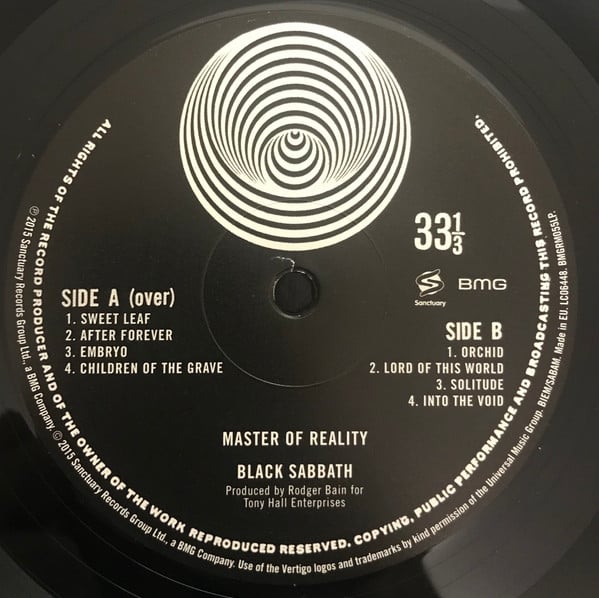 ALL RIGHTS OF THE RECORD PRODUCER AND OF THE OWNER OF THE WORK REPRODUCED RESERVED. COPYING, PUBLIC PERFORMANCE AND BROADCASTING THIS RECORD PROHIBITED.
33 1/3
Sanctuary
BMG
SIDE A (over)
1. SWEET LEAF
2. AFTER FOREVER
3. EMBRYO
4. CHILDREN OF THE GRAVE
SIDE B
1. ORCHID
2. LORD OF THIS WORLD
3. SOLITUDE
4. INTO THE VOID
MASTER OF REALITY
BLACK SABBATH
Produced by Rodger Bain for
Tony Hall Enterprises
℗ 2015 Sanctuary Records Group Ltd., a BMG Company. © 2015 Sanctuary Records Group Ltd., a BMG Company. Use of the Vertigo logos and trademarks by kind permission of the Universal Music Group. BIEM/SABAM. Made in EU. LC06448. BMGRM055LP.